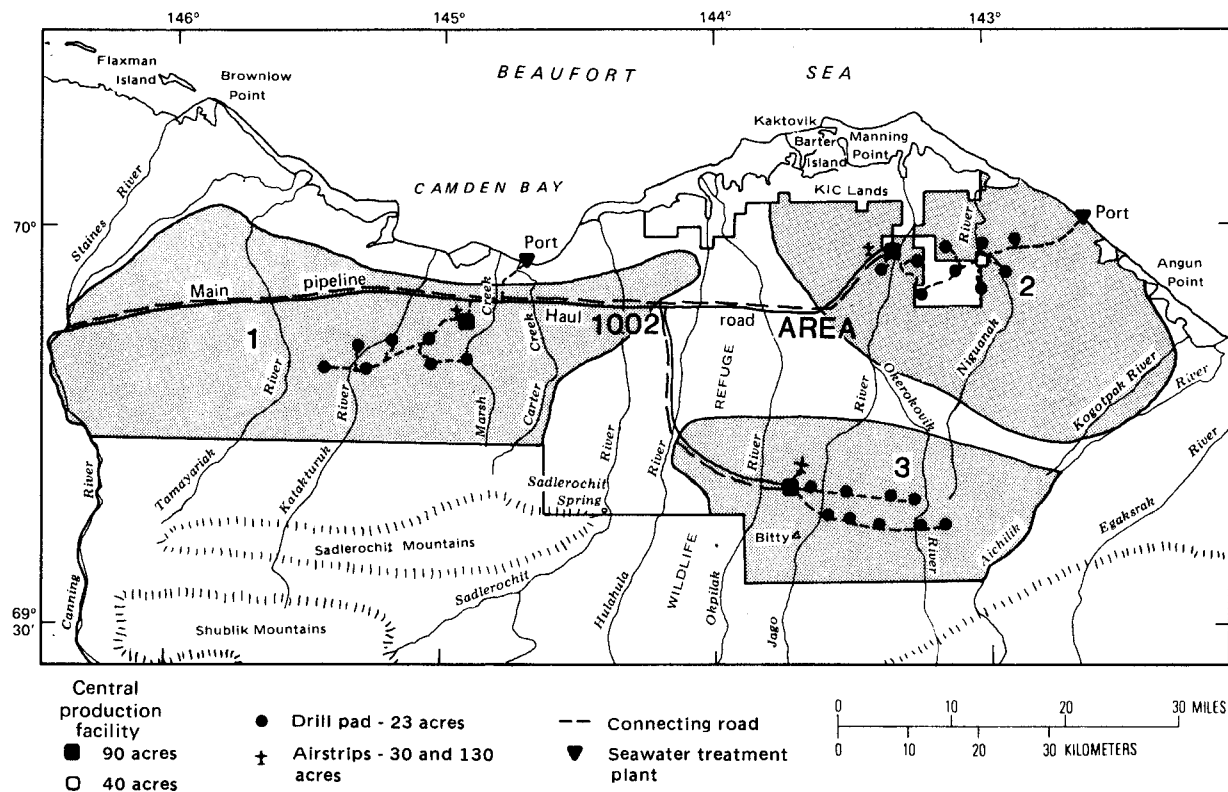 146°
145°
144°
143°
Flaxman
Island
Brownlow
Point
BEAUFORT SEA
Kaktovik
Barter
Island
Manning
Point
Staines River
CAMDEN BAY
KIC Lands
River
70°
Port
Port
Angun
Point
Main pipeline
Haul road
Creek
Creek
1
1002 AREA
2
River
River
Marsh
Carter
River
River
REFUGE
River
River
Okerokovik
Niguanak
Kogotpak River
River
River
3
Tamayariak
Katakturuk
Sadlerochit
Spring
Bitty
River
Aichilik
Egaksrak
River
Sadlerochit Mountains
Sadlerochit
Hulahula
WILDLIFE
Okpilak
Jago
Canning
69°
30'
Shublik Mountains
Central
production
facility
90 acres
40 acres
Drill pad - 23 acres
Airstrips - 30 and 130
acres
Connecting road
Seawater treatment
plant
0 10 20 30 MILES
0 10 20 30 KILOMETERS